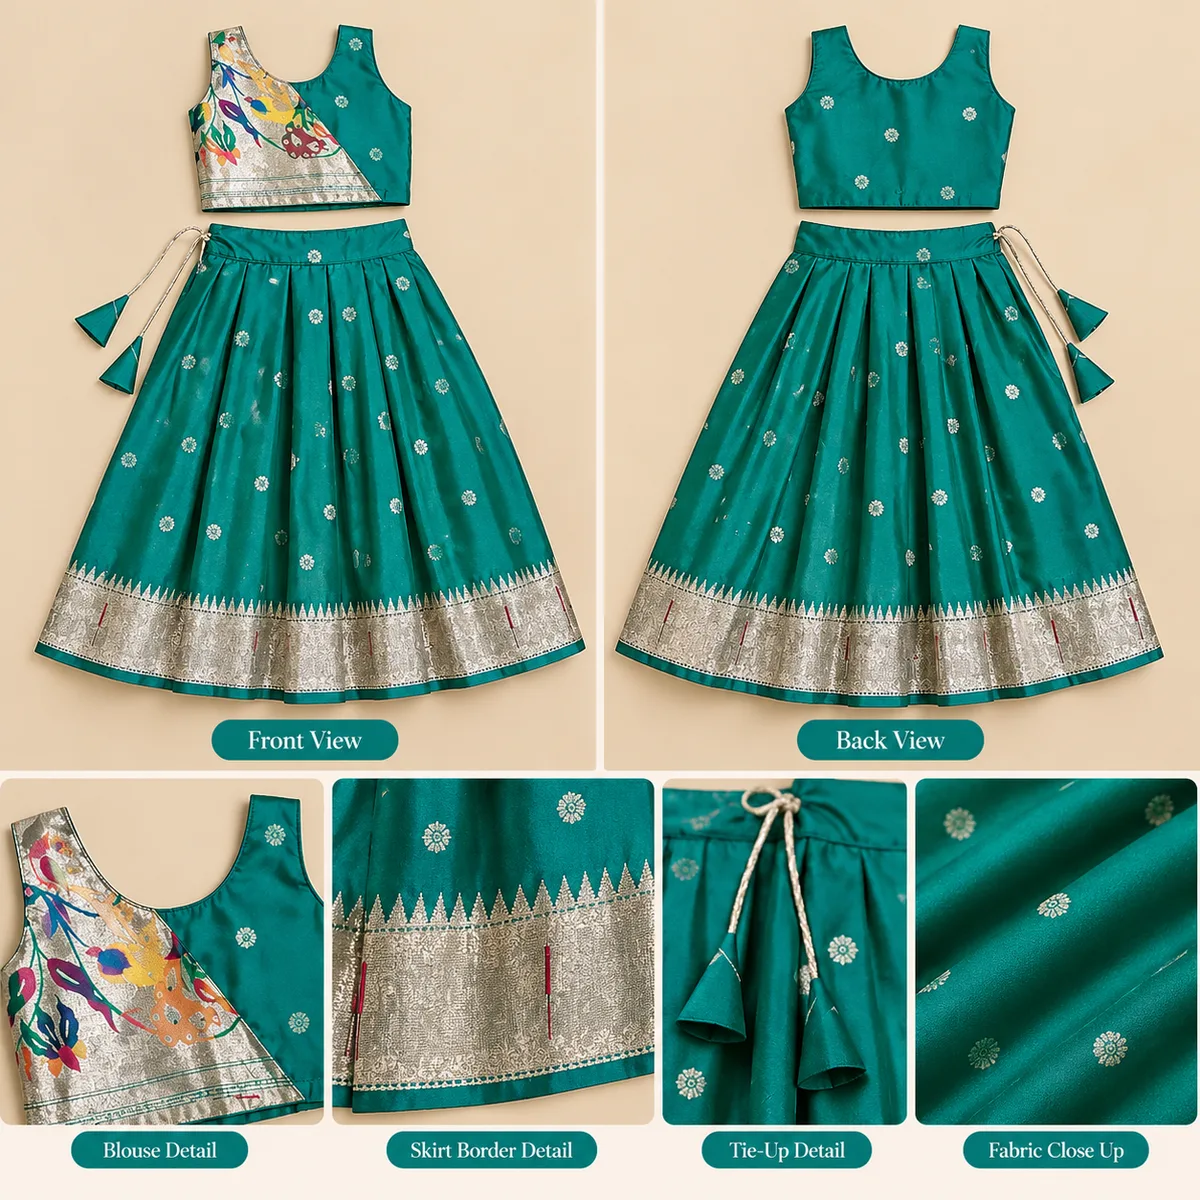 Front View
Back View
Blouse Detail
Skirt Border Detail
Tie-Up Detail
Fabric Close Up